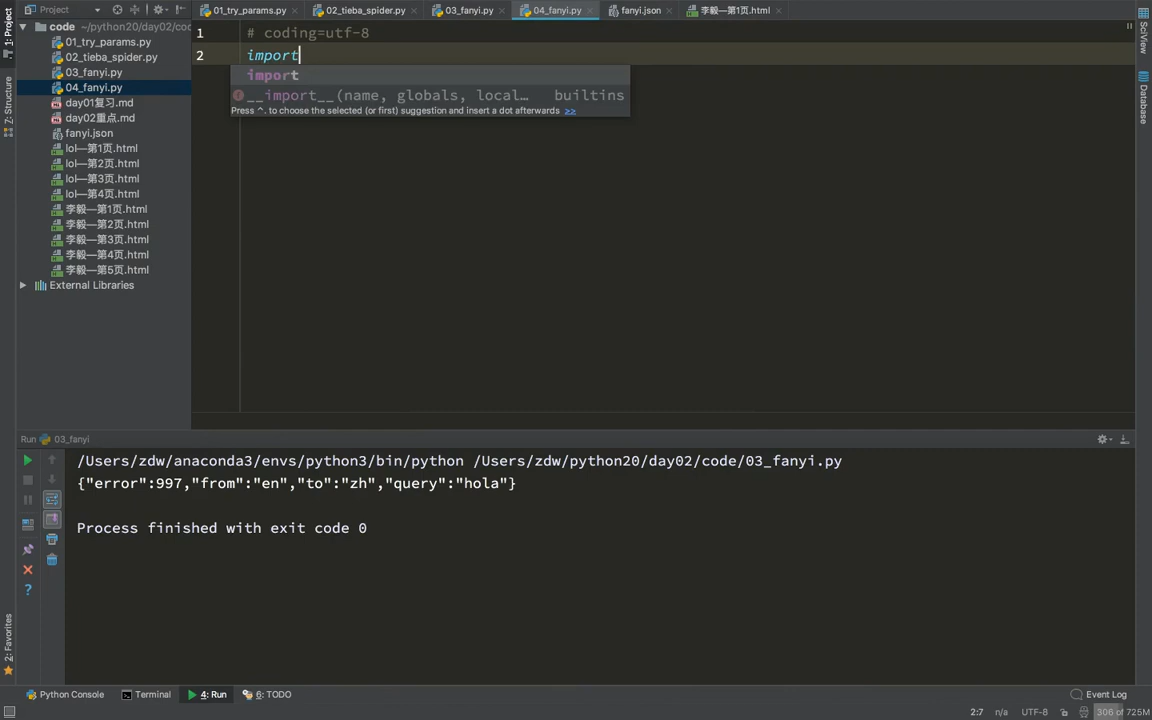 Project
01_try_params.py
02_tieba_spider.py
03_fanyi.py
04_fanyi.py
fanyi.json
李毅—第1页.html
1: Project
Z: Structure
2: Favorites
SciView
Database
code ~/python20/day02/coc
01_try_params.py
02_tieba_spider.py
03_fanyi.py
04_fanyi.py
day01复习.md
day02重点.md
fanyi.json
lol—第1页.html
lol—第2页.html
lol—第3页.html
lol—第4页.html
李毅—第1页.html
李毅—第2页.html
李毅—第3页.html
李毅—第4页.html
李毅—第5页.html
External Libraries
1 # coding=utf-8
2 import
import
__import__(name, globals, local… builtins
Press ^. to choose the selected (or first) suggestion and insert a dot afterwards >>
Run 03_fanyi
/Users/zdw/anaconda3/envs/python3/bin/python /Users/zdw/python20/day02/code/03_fanyi.py
{"error":997,"from":"en","to":"zh","query":"hola"}
Process finished with exit code 0
Python Console Terminal 4: Run 6: TODO Event Log
2:7 n/a UTF-8 306 of 725M